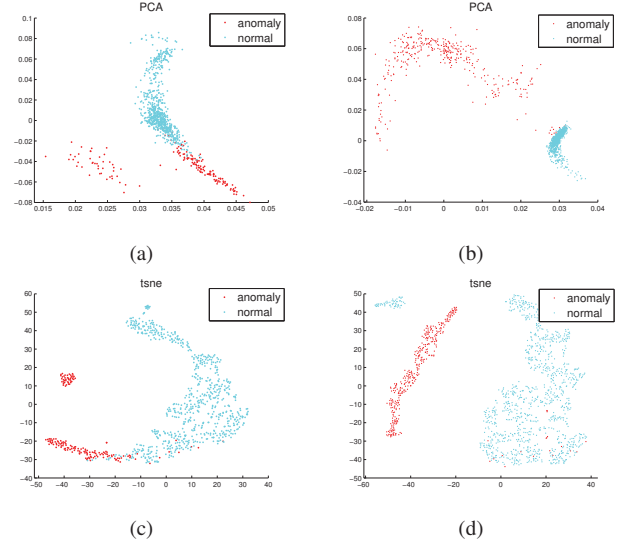 PCA
anomaly
normal
0.1
0.08
0.06
0.04
0.02
0
-0.02
-0.04
-0.06
-0.08
0.015 0.02 0.025 0.03 0.035 0.04 0.045 0.05
(a)
PCA
anomaly
normal
0.08
0.06
0.04
0.02
0
-0.02
-0.04
-0.02 -0.01 0 0.01 0.02 0.03 0.04
(b)
tsne
anomaly
normal
60
50
40
30
20
10
0
-10
-20
-30
-40
-50
-50 -40 -30 -20 -10 0 10 20 30 40 50
(c)
tsne
anomaly
normal
50
40
30
20
10
0
-10
-20
-30
-40
-50
-60 -40 -20 0 20 40
(d)